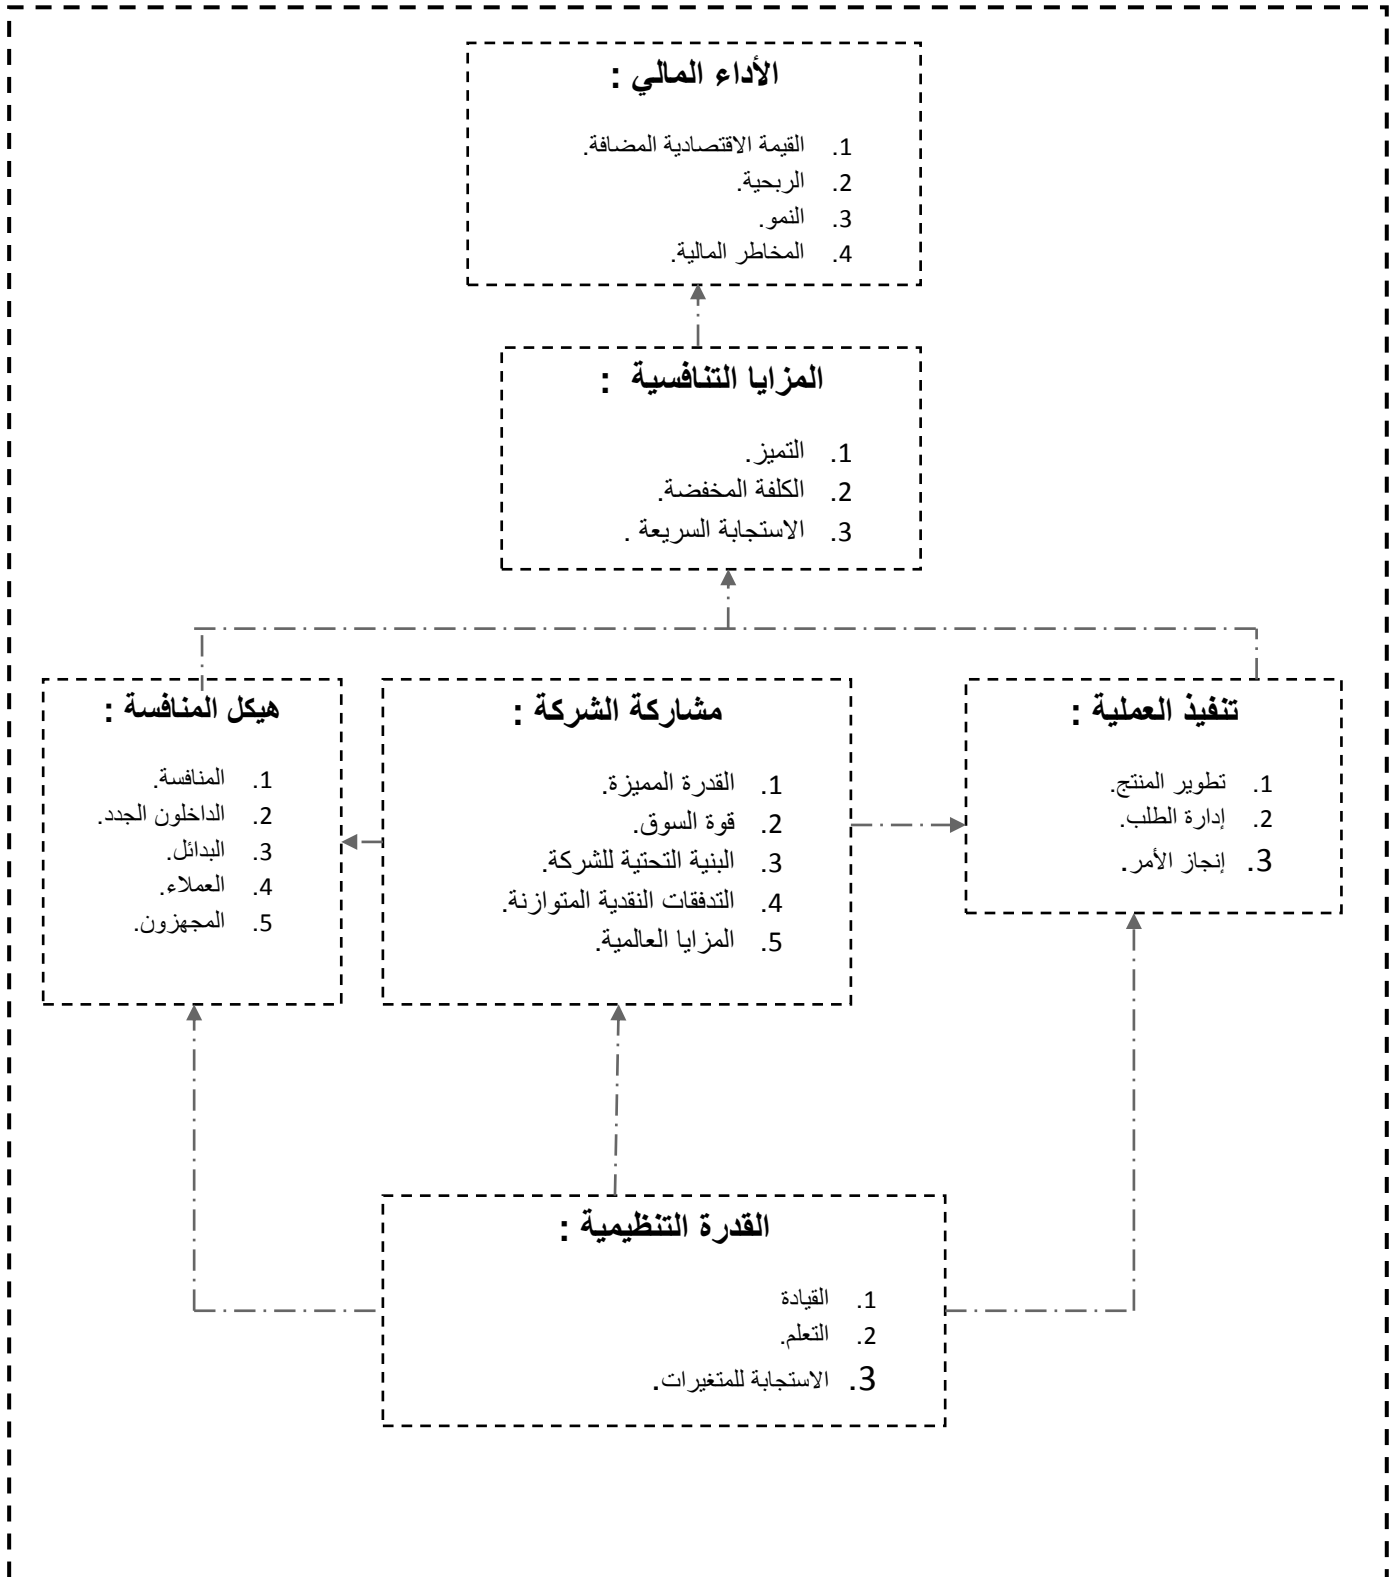 الأداء المالي :
1. القيمة الاقتصادية المضافة.
2. الربحية.
3. النمو.
4. المخاطر المالية.
المزايا التنافسية :
1. التميز.
2. الكلفة المخفضة.
3. الاستجابة السريعة .
تنفيذ العملية :
1. تطوير المنتج.
2. إدارة الطلب.
3. إنجاز الأمر.
مشاركة الشركة :
1. القدرة المميزة.
2. قوة السوق.
3. البنية التحتية للشركة.
4. التدفقات النقدية المتوازنة.
5. المزايا العالمية.
هيكل المنافسة :
1. المنافسة.
2. الداخلون الجدد.
3. البدائل.
4. العملاء.
5. المجهزون.
القدرة التنظيمية :
1. القيادة
2. التعلم.
3. الاستجابة للمتغيرات.